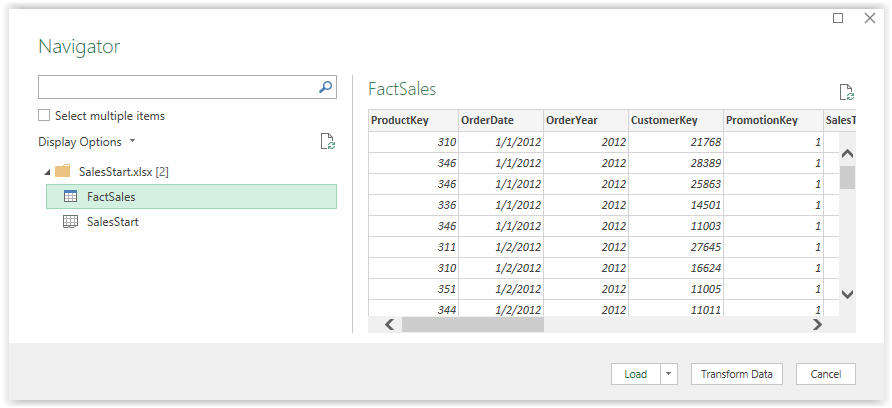 Navigator
Select multiple items
Display Options
SalesStart.xlsx [2]
FactSales
SalesStart
FactSales
ProductKey OrderDate OrderYear CustomerKey PromotionKey SalesT
310 1/1/2012 2012 21768 1
346 1/1/2012 2012 28389 1
346 1/1/2012 2012 25863 1
336 1/1/2012 2012 14501 1
346 1/1/2012 2012 11003 1
311 1/2/2012 2012 27645 1
310 1/2/2012 2012 16624 1
351 1/2/2012 2012 11005 1
344 1/2/2012 2012 11011 1
Load Transform Data Cancel